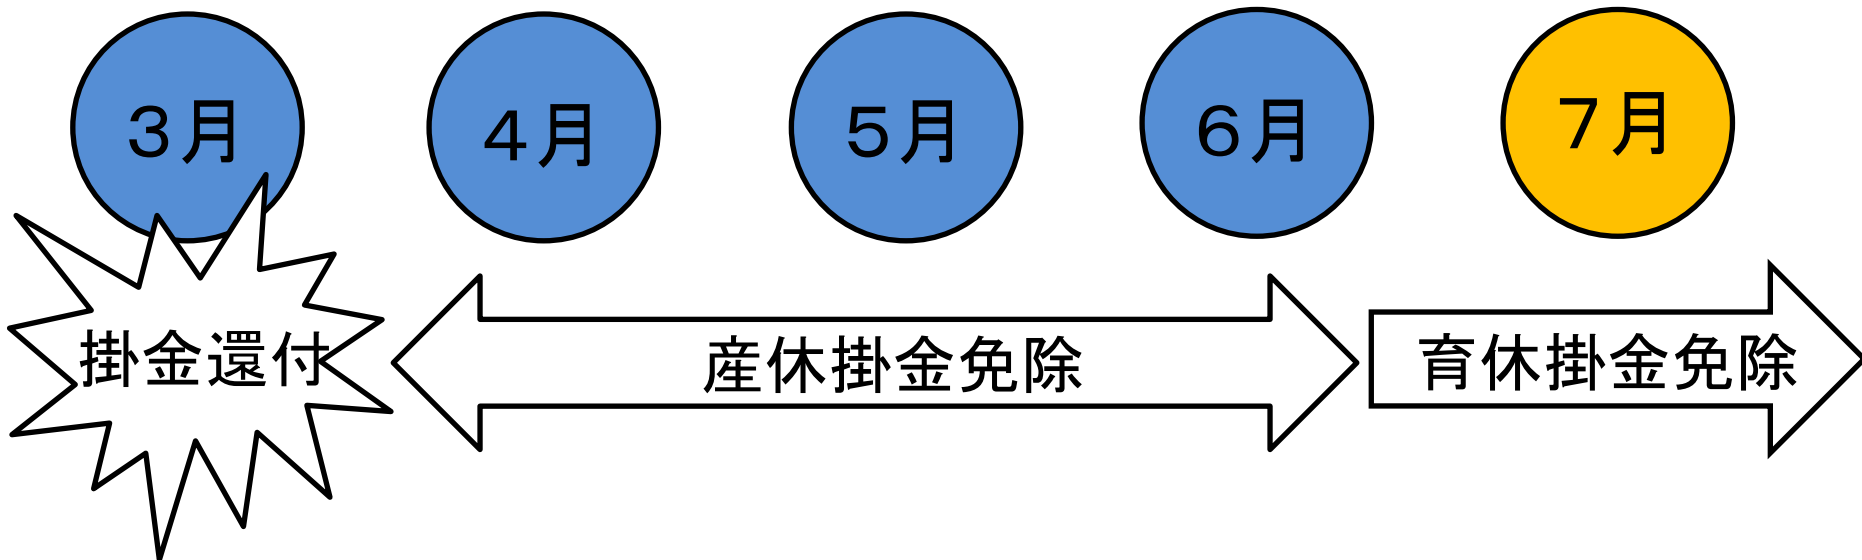 ３月
４月
５月
６月
７月
掛金還付
産休掛金免除
育休掛金免除